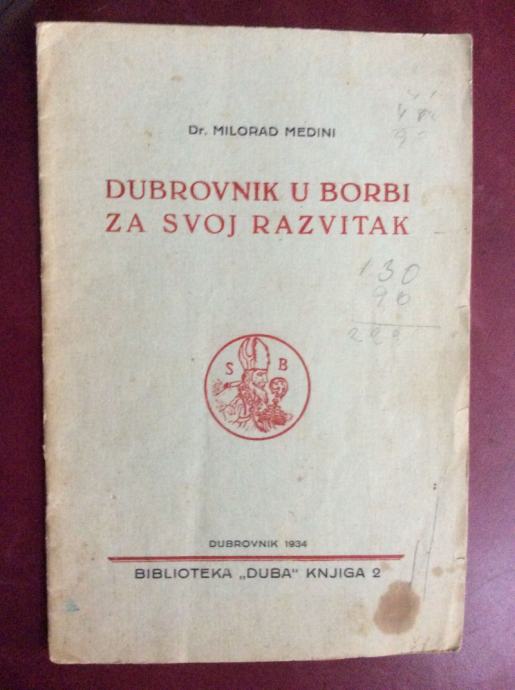 Dr. MILORAD MEDINI
DUBROVNIK U BORBI
ZA SVOJ RAZVITAK
130
90
S B
DUBROVNIK 1934
BIBLIOTEKA „DUBA" KNJIGA 2